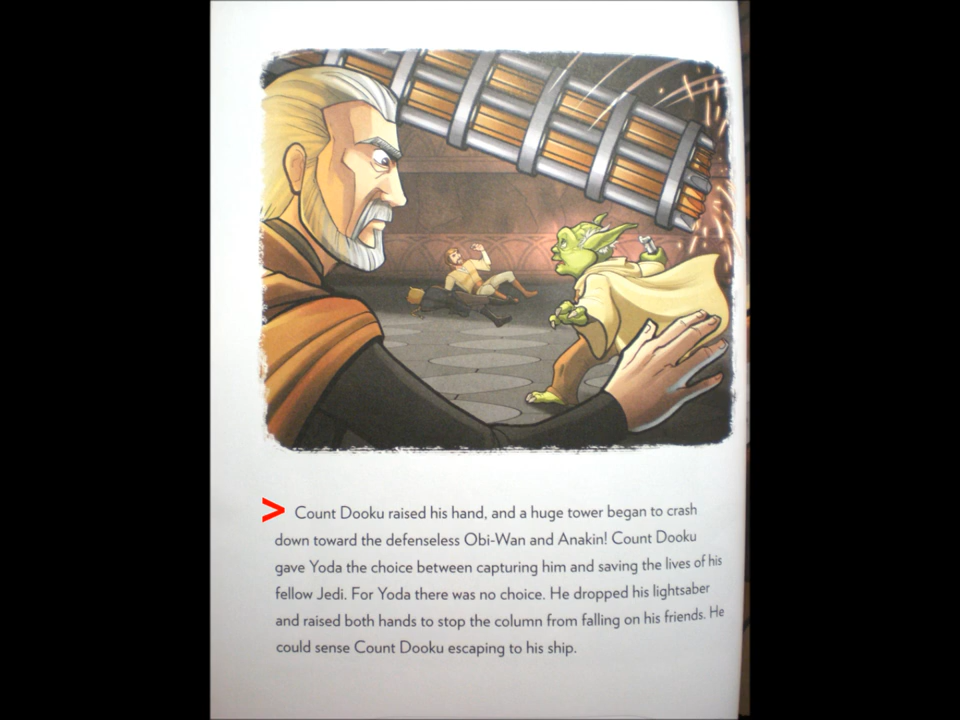 > Count Dooku raised his hand, and a huge tower began to crash
down toward the defenseless Obi-Wan and Anakin! Count Dooku
gave Yoda the choice between capturing him and saving the lives of his
fellow Jedi. For Yoda there was no choice. He dropped his lightsaber
and raised both hands to stop the column from falling on his friends. He
could sense Count Dooku escaping to his ship.